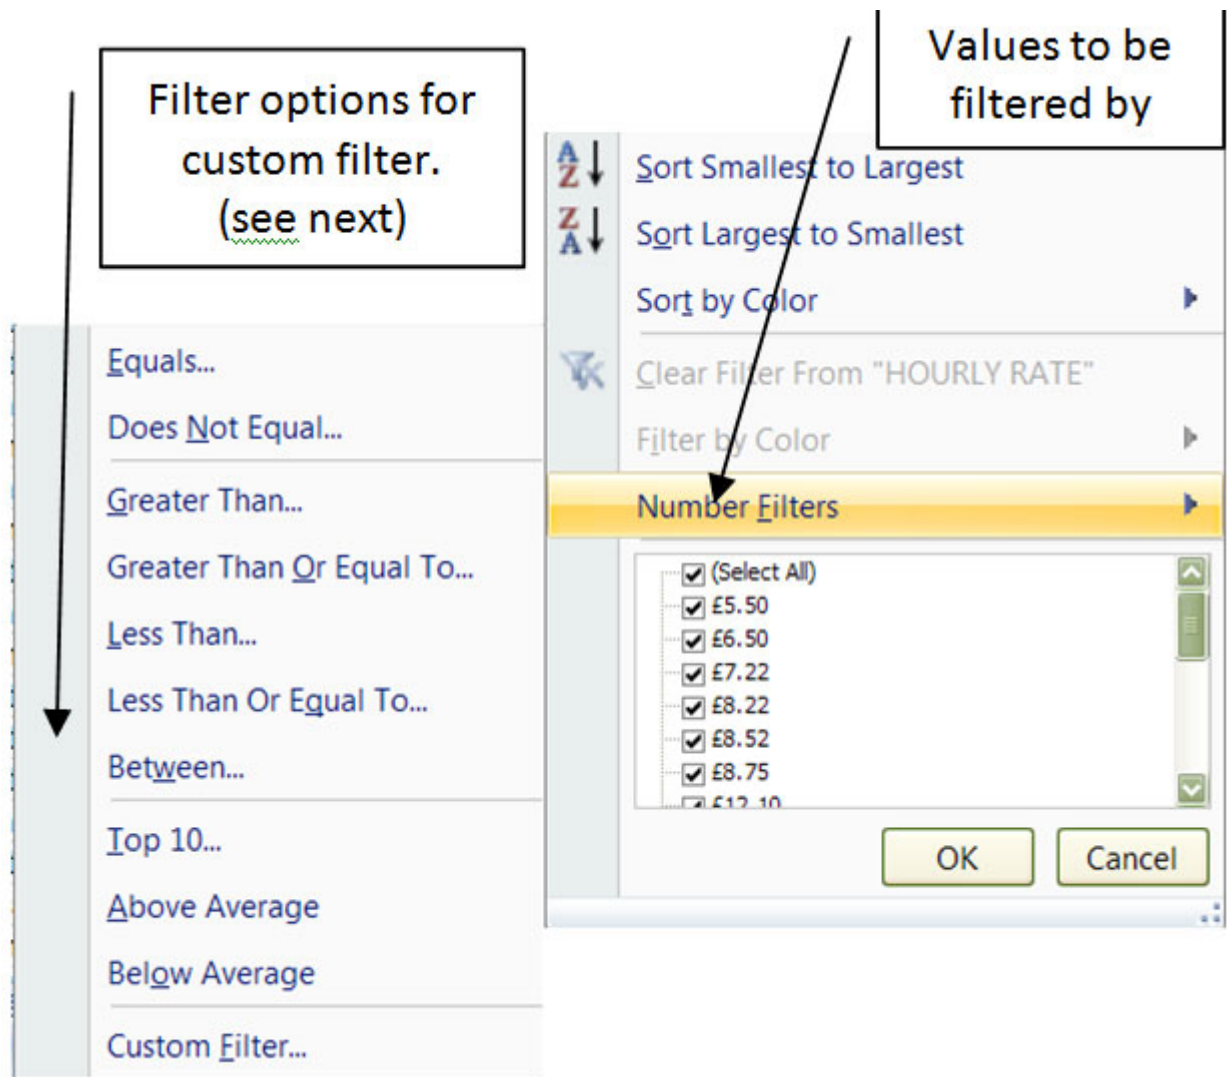 Filter options for
custom filter.
(see next)
Values to be
filtered by
Equals...
Does Not Equal...
Greater Than...
Greater Than Or Equal To...
Less Than...
Less Than Or Equal To...
Between...
Top 10...
Above Average
Below Average
Custom Filter...
A
Z
Sort Smallest to Largest
Z
A
Sort Largest to Smallest
Sort by Color
Clear Filter From "HOURLY RATE"
Filter by Color
Number Filters
(Select All)
£5.50
£6.50
£7.22
£8.22
£8.52
£8.75
£12.10
OK Cancel